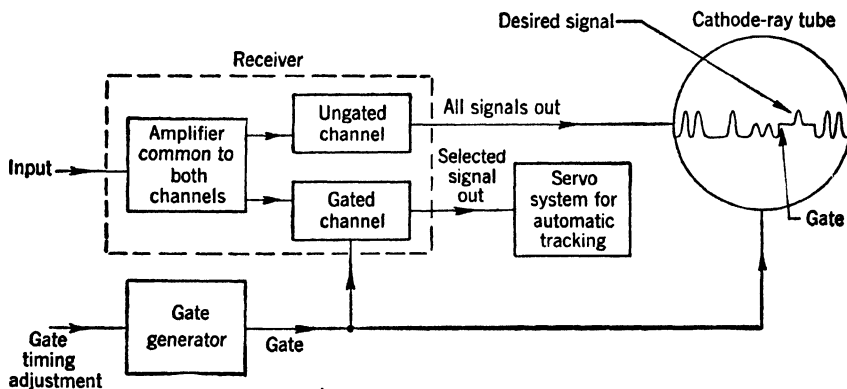 Desired signal
Cathode-ray tube
Receiver
Ungated
channel
All signals out
Amplifier
common to
both
channels
Input
Selected
signal
out
Gated
channel
Servo
system for
automatic
tracking
Gate
Gate
generator
Gate
Gate
timing
adjustment